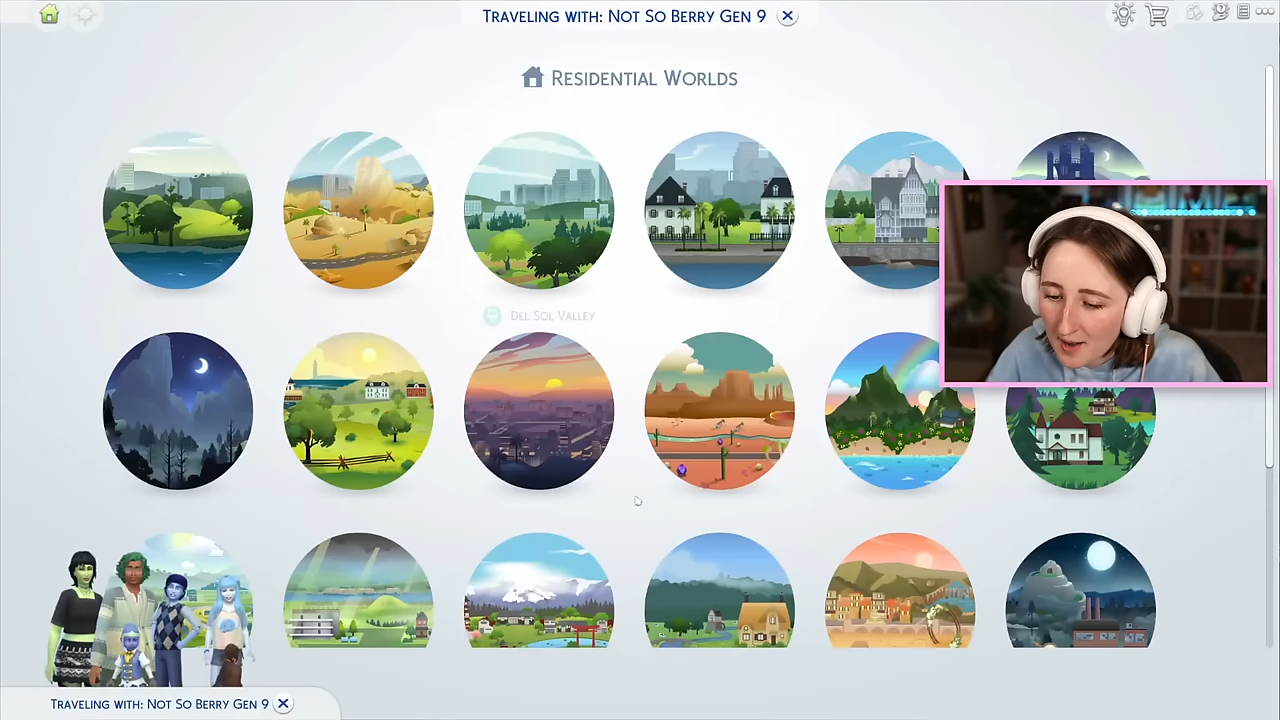 Traveling with: Not So Berry Gen 9
Residential Worlds
Del Sol Valley
Traveling with: Not So Berry Gen 9